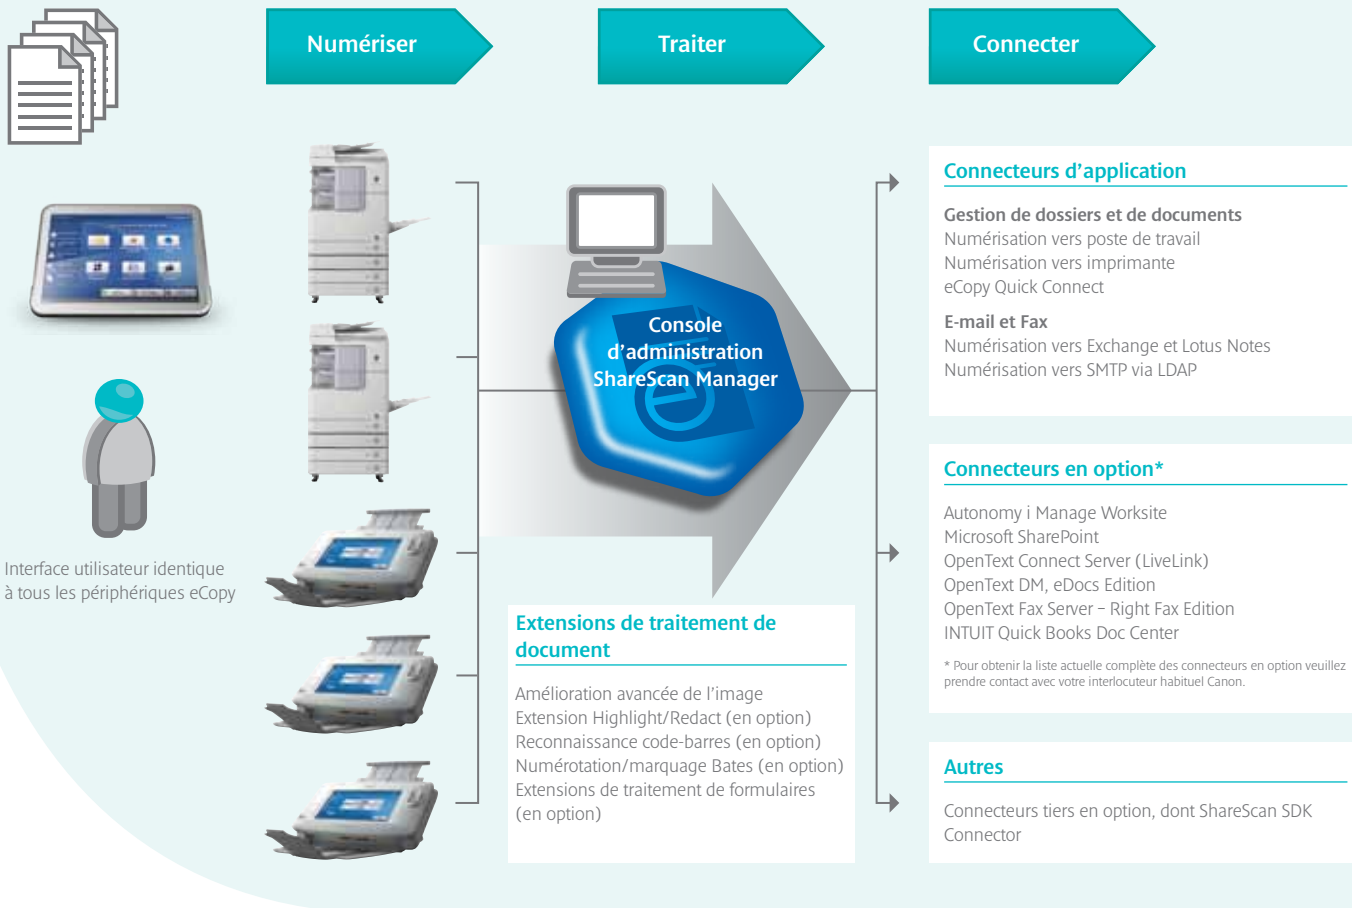 Numériser
Traiter
Connecter
Interface utilisateur identique
à tous les périphériques eCopy
Console
d'administration
ShareScan Manager
Extensions de traitement de
document
Amélioration avancée de l'image
Extension Highlight/Redact (en option)
Reconnaissance code-barres (en option)
Numérotation/marquage Bates (en option)
Extensions de traitement de formulaires
(en option)
Connecteurs d'application
Gestion de dossiers et de documents
Numérisation vers poste de travail
Numérisation vers imprimante
eCopy Quick Connect
E-mail et Fax
Numérisation vers Exchange et Lotus Notes
Numérisation vers SMTP via LDAP
Connecteurs en option*
Autonomy i Manage Worksite
Microsoft SharePoint
OpenText Connect Server (LiveLink)
OpenText DM, eDocs Edition
OpenText Fax Server – Right Fax Edition
INTUIT Quick Books Doc Center
* Pour obtenir la liste actuelle complète des connecteurs en option veuillez
prendre contact avec votre interlocuteur habituel Canon.
Autres
Connecteurs tiers en option, dont ShareScan SDK
Connector